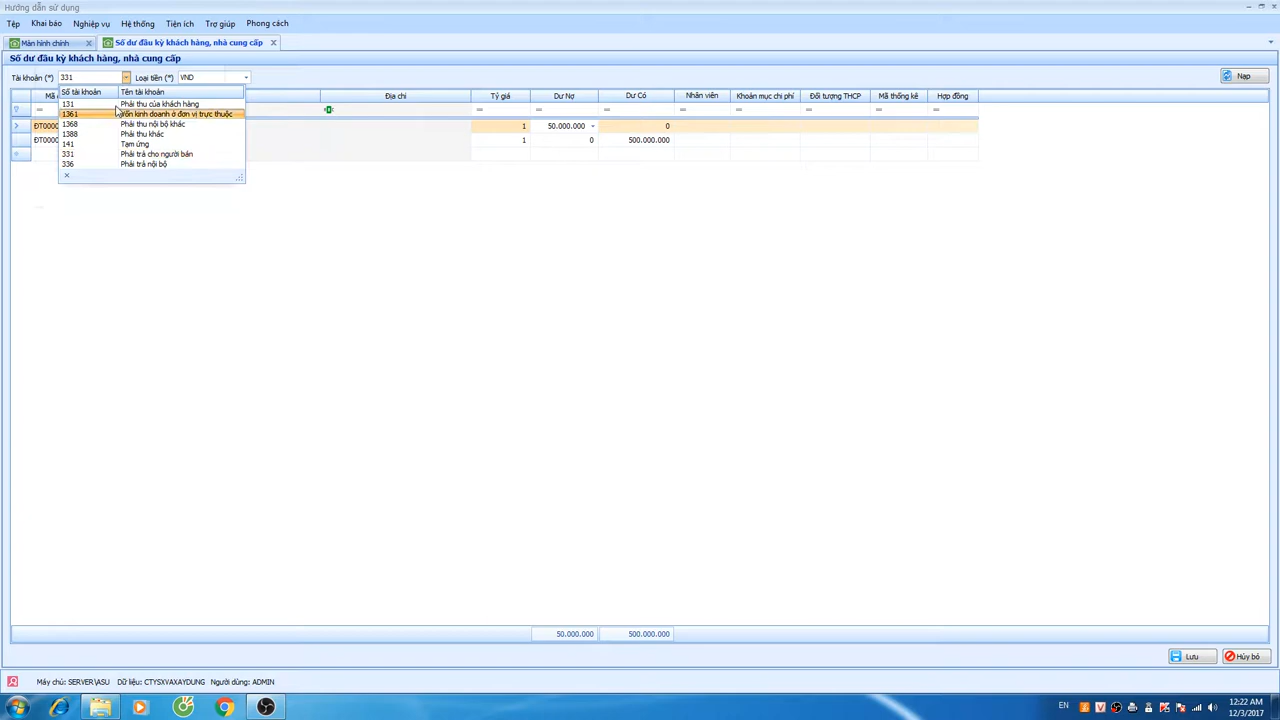 Hướng dẫn sử dụng
Tệp Khai báo Nghiệp vụ Hệ thống Tiện ích Trợ giúp Phong cách
Màn hình chính Số dư đầu kỳ khách hàng, nhà cung cấp
Số dư đầu kỳ khách hàng, nhà cung cấp
Tài khoản (*) 331 Loại tiền (*) VND Nạp
Số tài khoản Tên tài khoản
Địa chỉ Tỷ giá Dư Nợ Dư Có Nhân viên Khoản mục chi phí Đối tượng THCP Mã thống kê Hợp đồng
131 Phải thu của khách hàng
1361 Vốn kinh doanh ở đơn vị trực thuộc
1368 Phải thu nội bộ khác
1388 Phải thu khác
141 Tạm ứng
331 Phải trả cho người bán
336 Phải trả nội bộ
1 50.000.000 0
1 0 500.000.000
50.000.000 500.000.000
Lưu Hủy bỏ
Máy chủ: SERVER\ASU Dữ liệu: CTYSXVAXAYDUNG Người dùng: ADMIN
EN 12:22 AM
12/3/2017